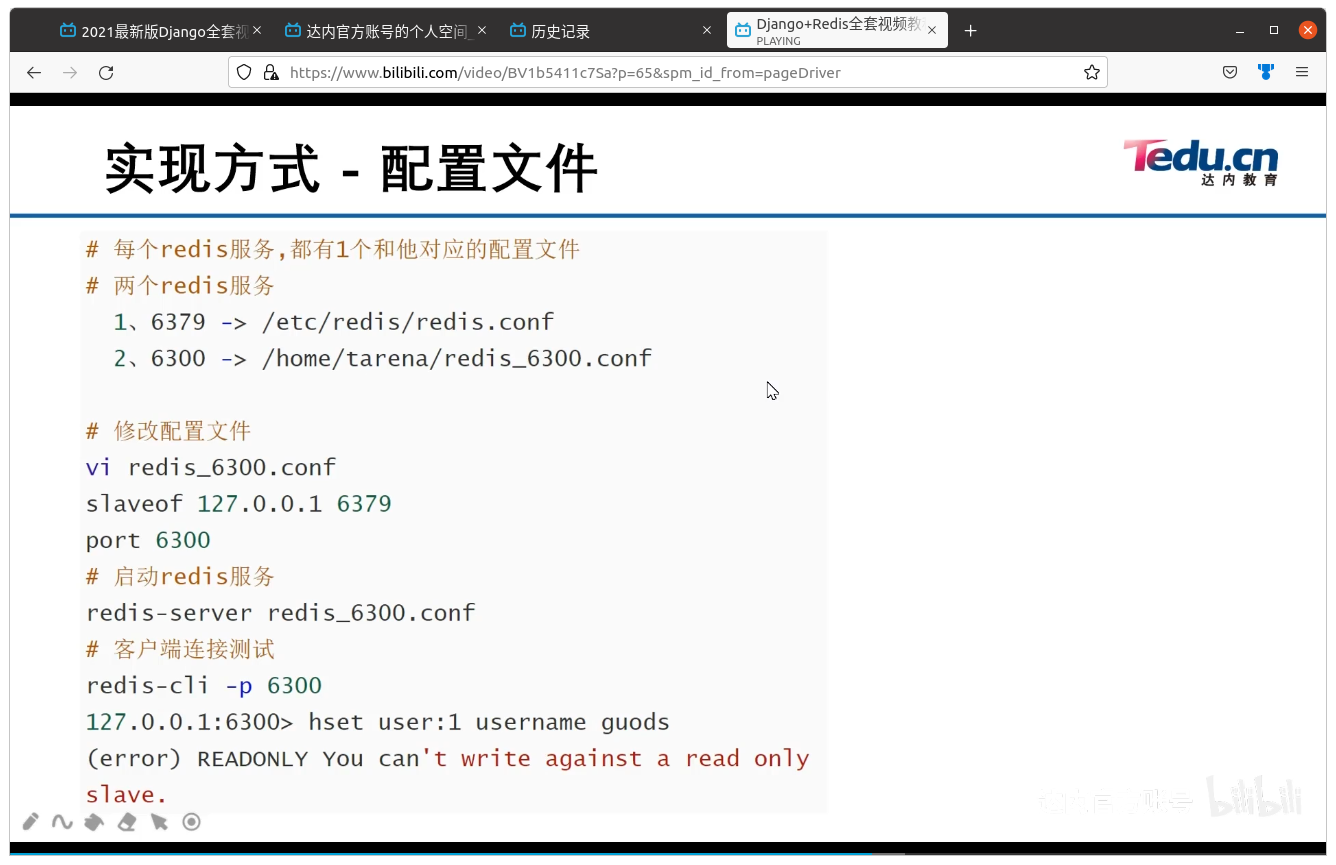 2021最新版Django全套视
达内官方账号的个人空间_
历史记录
Django+Redis全套视频教
PLAYING
https://www.bilibili.com/video/BV1b5411c7Sa?p=65&spm_id_from=pageDriver
实现方式 - 配置文件
Tedu.cn
达内教育
# 每个redis服务,都有1个和他对应的配置文件
# 两个redis服务
1、6379 -> /etc/redis/redis.conf
2、6300 -> /home/tarena/redis_6300.conf
# 修改配置文件
vi redis_6300.conf
slaveof 127.0.0.1 6379
port 6300
# 启动redis服务
redis-server redis_6300.conf
# 客户端连接测试
redis-cli -p 6300
127.0.0.1:6300> hset user:1 username guods
(error) READONLY You can't write against a read only
slave.
bilibili